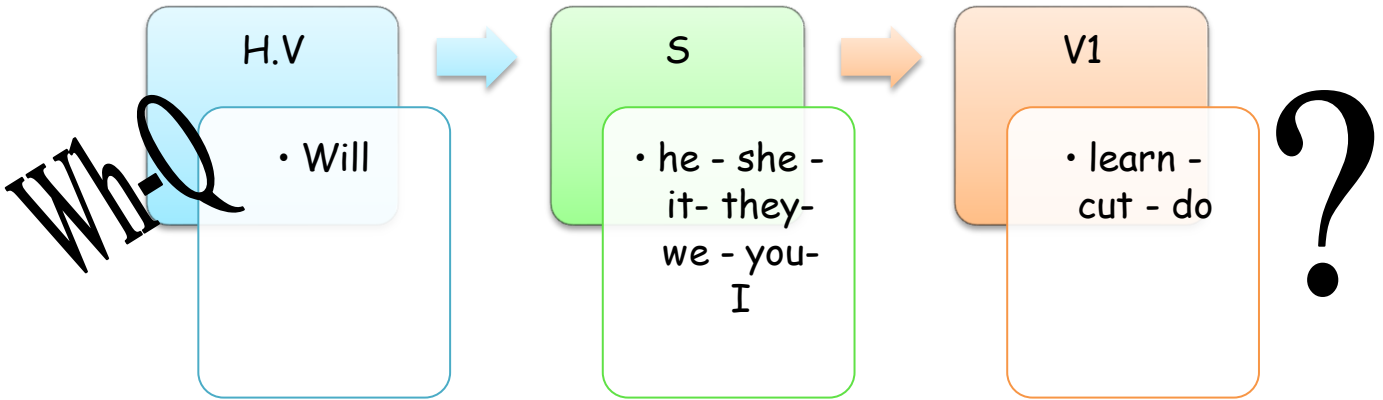 Wh-Q
H.V
• Will
S
• he - she -
it- they-
we - you-
I
V1
• learn -
cut - do
?